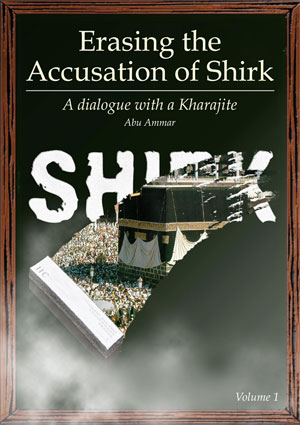 Erasing the
Accusation of Shirk
A dialogue with a Kharajite
Abu Ammar
SHIRK
Volume 1